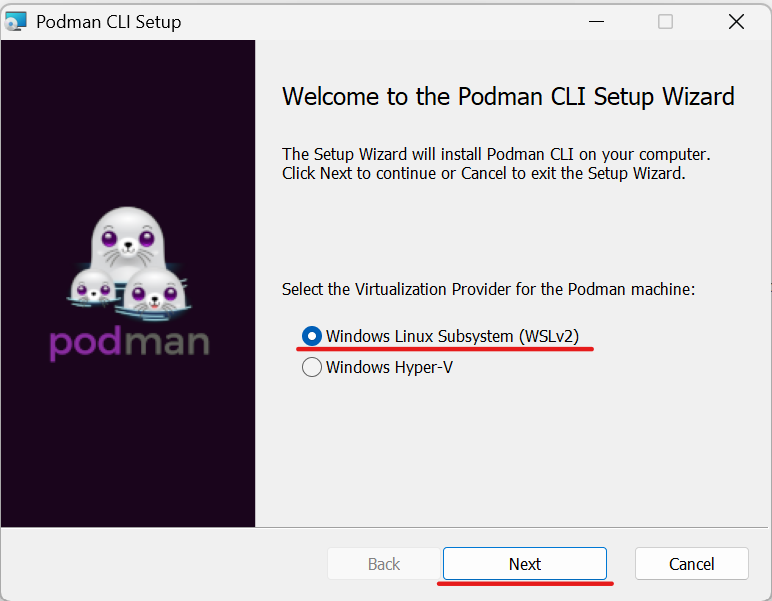 Podman CLI Setup
Welcome to the Podman CLI Setup Wizard
The Setup Wizard will install Podman CLI on your computer.
Click Next to continue or Cancel to exit the Setup Wizard.
Select the Virtualization Provider for the Podman machine:
Windows Linux Subsystem (WSLv2)
Windows Hyper-V
podman
Back
Next
Cancel